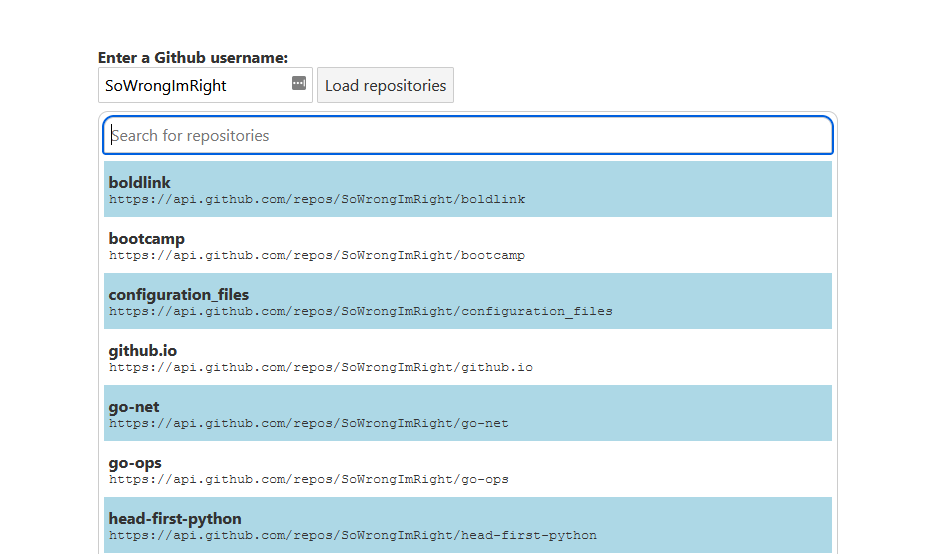 Enter a Github username:
SoWrongImRight
Load repositories
Search for repositories
boldlink
https://api.github.com/repos/SoWrongImRight/boldlink
bootcamp
https://api.github.com/repos/SoWrongImRight/bootcamp
configuration_files
https://api.github.com/repos/SoWrongImRight/configuration_files
github.io
https://api.github.com/repos/SoWrongImRight/github.io
go-net
https://api.github.com/repos/SoWrongImRight/go-net
go-ops
https://api.github.com/repos/SoWrongImRight/go-ops
head-first-python
https://api.github.com/repos/SoWrongImRight/head-first-python